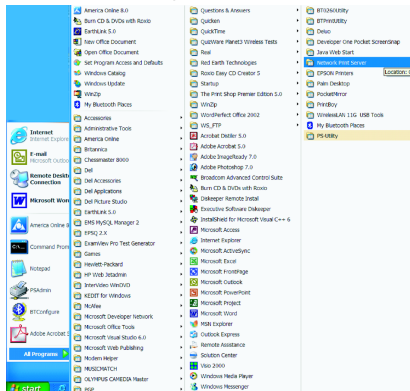 Internet
Internet Explorer
E-mail
Microsoft Outloo
Remote Deskto
Connection
Microsoft Wor
America Online 8
Command Prom
Notepad
PSAdmin
BTConfigure
Adobe Acrobat 5
All Programs
start
America Online 8.0
Burn CD & DVDs with Roxio
EarthLink 5.0
New Office Document
Open Office Document
Set Program Access and Defaults
Windows Catalog
Windows Update
WinZip
My Bluetooth Places
Accessories
Administrative Tools
America Online
Britannica
Chessmaster 8000
Dell
Dell Accessories
Dell Applications
Dell Picture Studio
EarthLink 5.0
EMS MySQL Manager 2
EPSQ 2.X
ExamView Pro Test Generator
Games
Hewlett-Packard
HP Web Jetadmin
InterVideo WinDVD
KEDIT for Windows
McAfee
Microsoft Developer Network
Microsoft Office Tools
Microsoft Visual Studio 6.0
Microsoft Web Publishing
Modem Helper
MUSICMATCH
OLYMPUS CAMEDIA Master
PGP
Questions & Answers
Quicken
QuickTime
QuizWare Planet3 Wireless Tests
Real
Red Earth Technologies
Roxio Easy CD Creator 5
Startup
The Print Shop Premier Edition 5.0
WinZip
WordPerfect Office 2002
WS_FTP
Acrobat Distiller 5.0
Adobe Acrobat 5.0
Adobe ImageReady 7.0
Adobe Photoshop 7.0
Broadcom Advanced Control Suite
Burn CD & DVDs with Roxio
Diskeeper Remote Install
Executive Software Diskeeper
InstallShield for Microsoft Visual C++ 6
Microsoft Access
Internet Explorer
Microsoft ActiveSync
Microsoft Excel
Microsoft FrontPage
Microsoft Outlook
Microsoft PowerPoint
Microsoft Project
Microsoft Word
MSN Explorer
Outlook Express
Remote Assistance
Solution Center
Visio 2000
Windows Media Player
Windows Messenger
BT0260Utility
BTPrintUtility
Delxo
Developer One Pocket ScreenSnap
Java Web Start
Network Print Server
Location:
EPSON Printers
Palm Desktop
PocketMirror
PrintBoy
WirelessLAN 11G USB Tools
My Bluetooth Places
PS-Utility